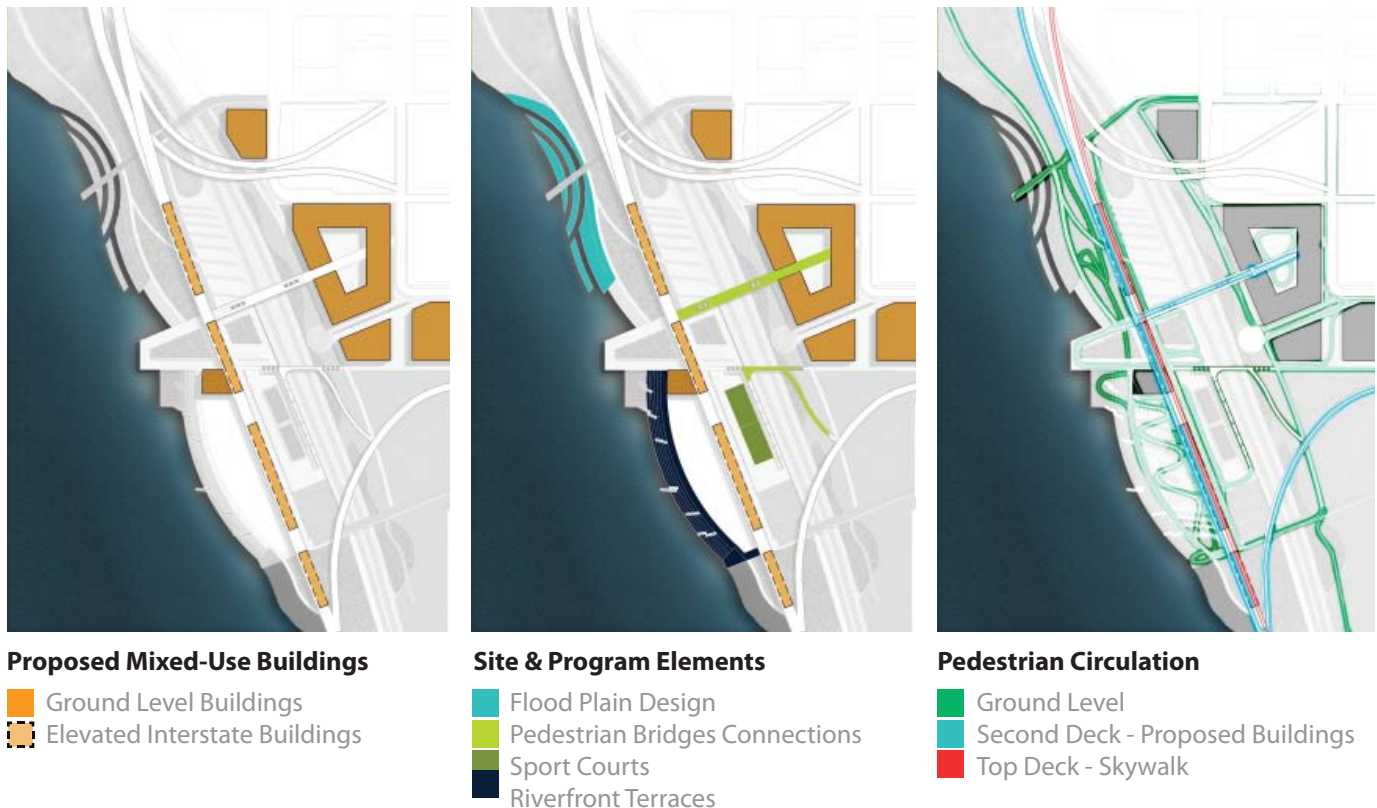 Proposed Mixed-Use Buildings
Ground Level Buildings
Elevated Interstate Buildings
Site & Program Elements
Flood Plain Design
Pedestrian Bridges Connections
Sport Courts
Riverfront Terraces
Pedestrian Circulation
Ground Level
Second Deck - Proposed Buildings
Top Deck - Skywalk